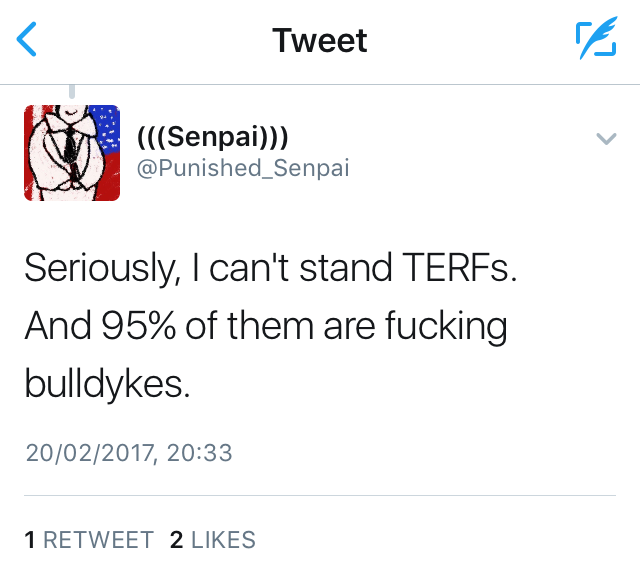 Tweet
(((Senpai)))
@Punished_Senpai
Seriously, I can't stand TERFs.
And 95% of them are fucking
bulldykes.
20/02/2017, 20:33
1 RETWEET 2 LIKES